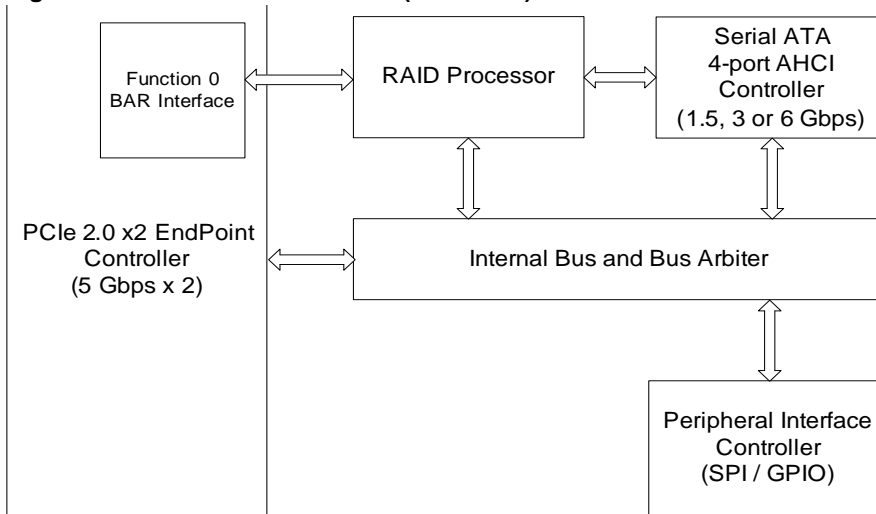 Function 0
BAR Interface
RAID Processor
Serial ATA
4-port AHCI
Controller
(1.5, 3 or 6 Gbps)
PCIe 2.0 x2 EndPoint
Controller
(5 Gbps x 2)
Internal Bus and Bus Arbiter
Peripheral Interface
Controller
(SPI / GPIO)